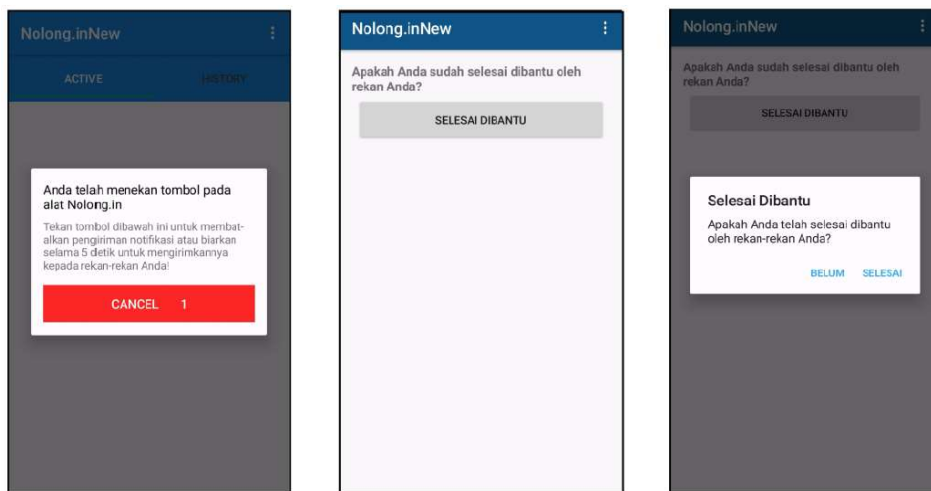 Nolong.inNew
ACTIVE HISTORY
Anda telah menekan tombol pada
alat Nolong.in
Tekan tombol dibawah ini untuk membat-
alkan pengiriman notifikasi atau biarkan
selama 5 detik untuk mengirimkannya
kepada rekan-rekan Anda!
CANCEL 1
Nolong.inNew
Apakah Anda sudah selesai dibantu oleh
rekan Anda?
SELESAI DIBANTU
Nolong.inNew
Apakah Anda sudah selesai dibantu oleh
rekan Anda?
SELESAI DIBANTU
Selesai Dibantu
Apakah Anda telah selesai dibantu
oleh rekan-rekan Anda?
BELUM SELESAI